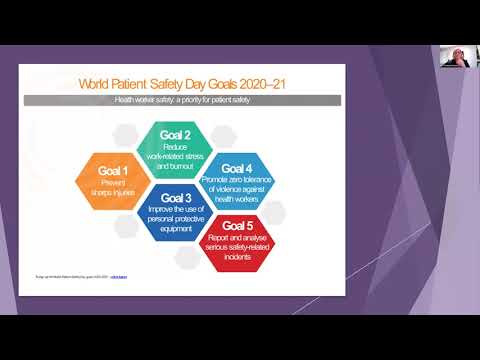 World Patient Safety Day Goals 2020–21
Health worker safety: a priority for patient safety
Goal 1
Prevent
sharps injuries
Goal 2
Reduce
work-related stress
and burnout
Goal 3
Improve the use of
personal protective
equipment
Goal 4
Promote zero tolerance
of violence against
health workers
Goal 5
Report and analyse
serious safety-related
incidents